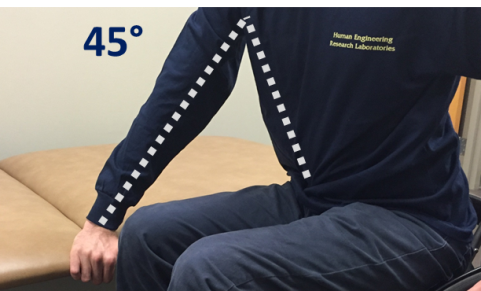 45°
Human Engineering
Research Laboratories